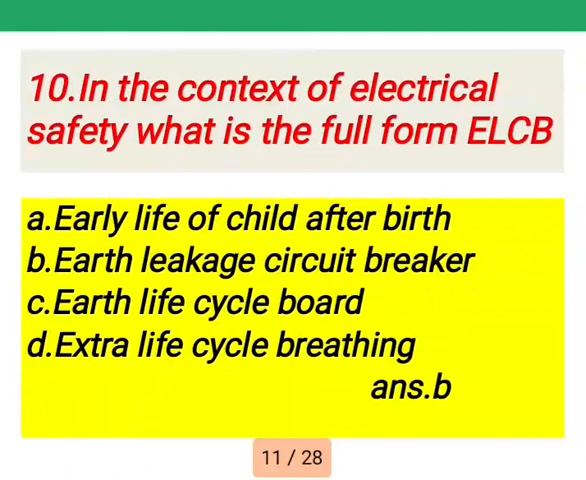 10.In the context of electrical
safety what is the full form ELCB
a.Early life of child after birth
b.Earth leakage circuit breaker
c.Earth life cycle board
d.Extra life cycle breathing
ans.b
11 / 28